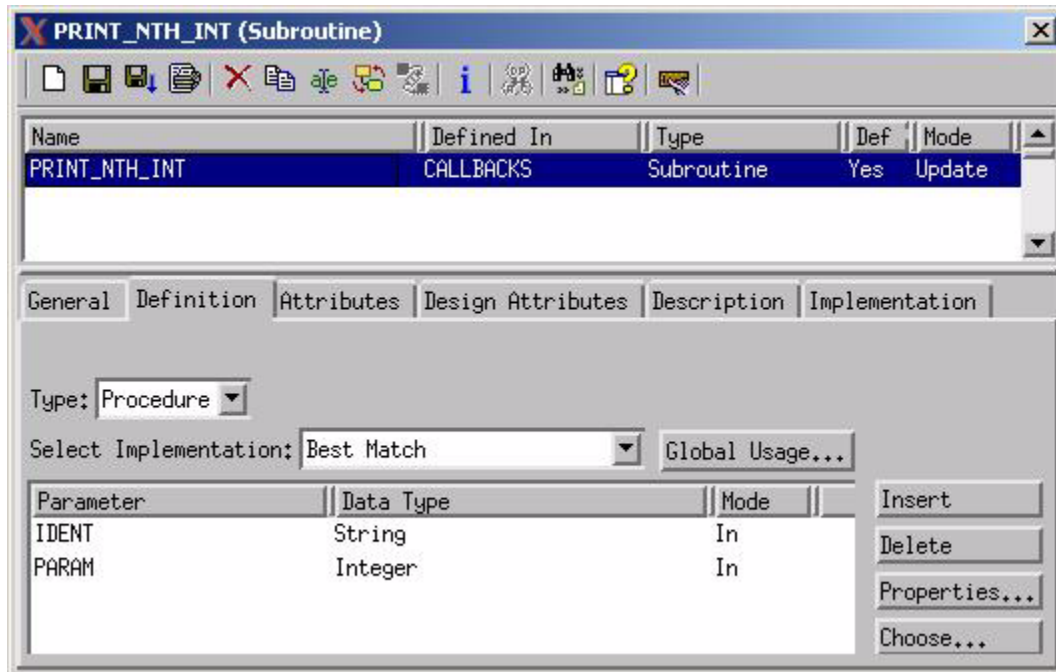 PRINT_NTH_INT (Subroutine)
Name Defined In Type Def Mode
PRINT_NTH_INT CALLBACKS Subroutine Yes Update
General Definition Attributes Design Attributes Description Implementation
Type: Procedure
Select Implementation: Best Match Global Usage...
Parameter Data Type Mode Insert
IDENT String In
Delete
PARAM Integer In
Properties...
Choose...